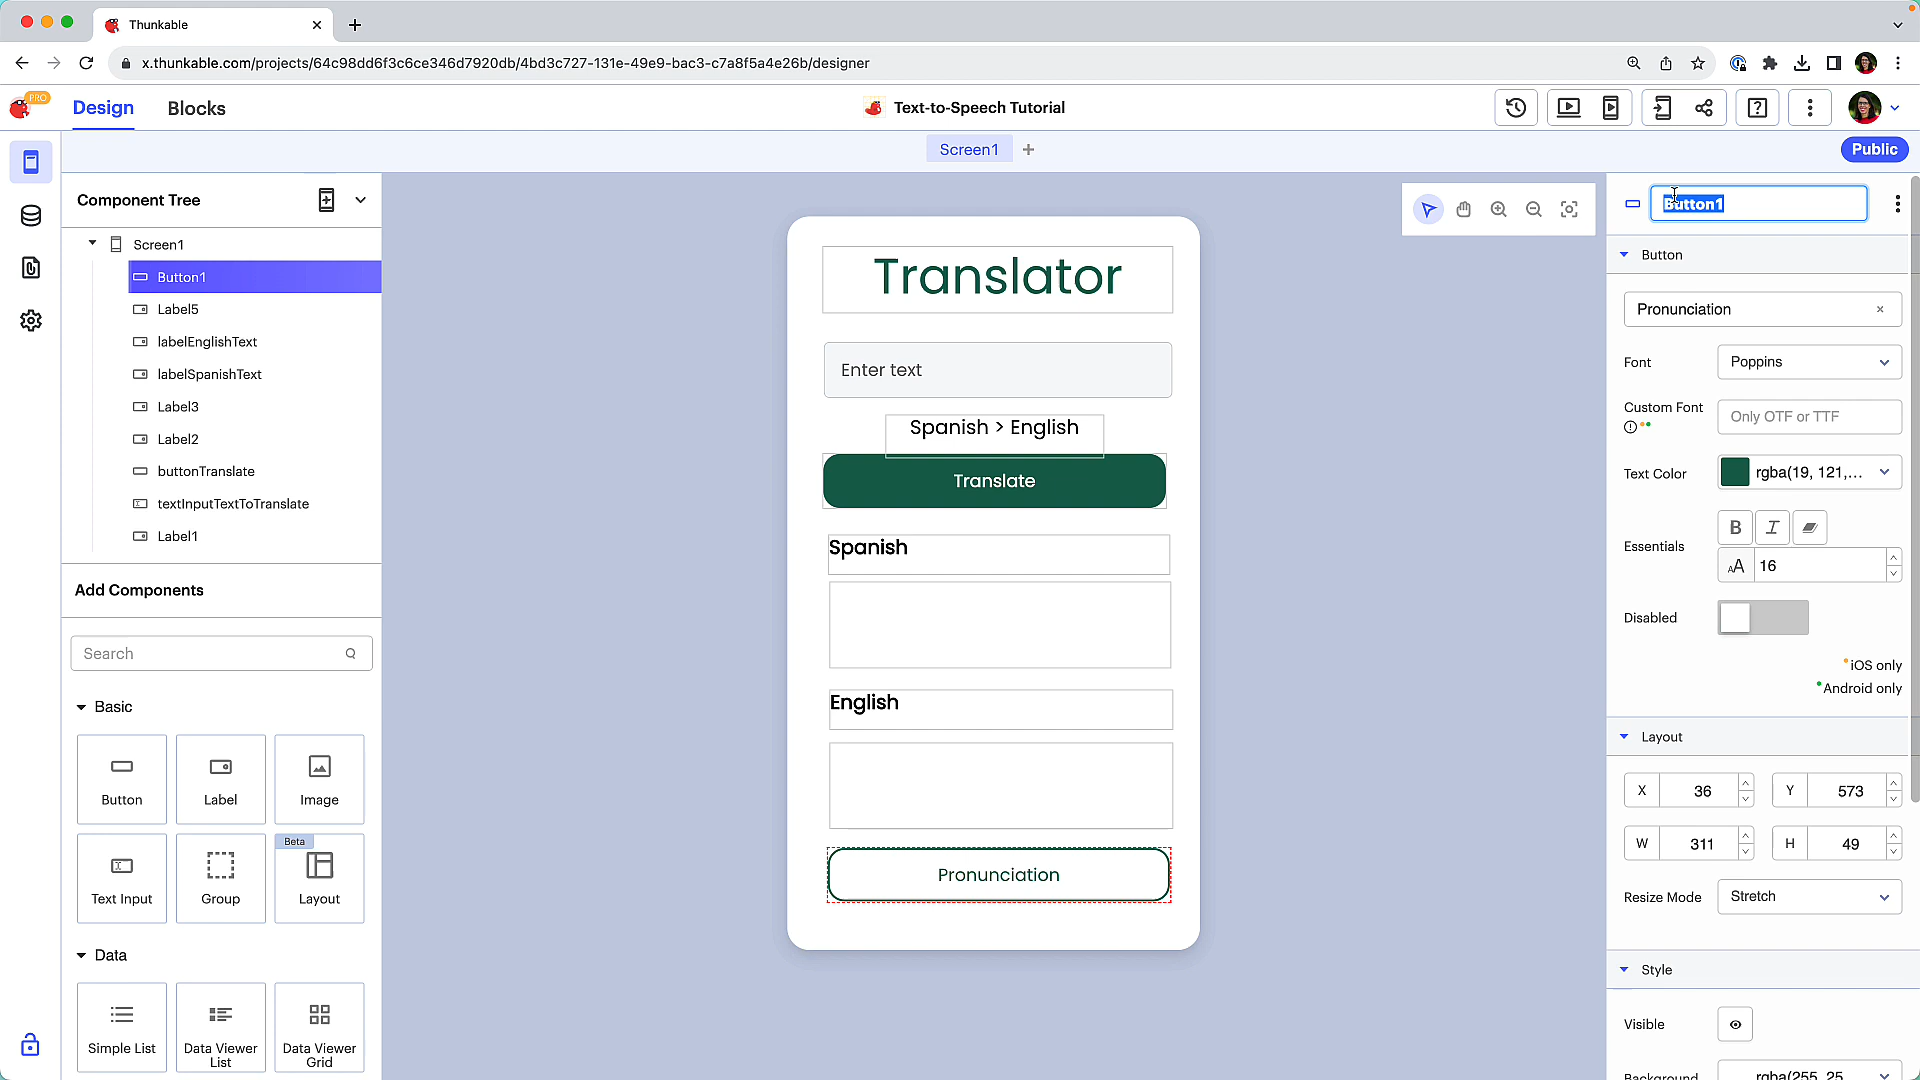 Thunkable
x.thunkable.com/projects/64c98dd6f3c6ce346d7920db/4bd3c727-131e-49e9-bac3-c7a8f5a4e26b/designer
PRO
Design
Blocks
Text-to-Speech Tutorial
Screen1
Public
Component Tree
Screen1
Button1
Label5
labelEnglishText
labelSpanishText
Label3
Label2
buttonTranslate
textInputTextToTranslate
Label1
Add Components
Search
Basic
Button
Label
Image
Text Input
Group
Beta
Layout
Data
Simple List
Data Viewer
List
Data Viewer
Grid
Translator
Enter text
Spanish > English
Translate
Spanish
English
Pronunciation
Button1
Button
Pronunciation
Font
Poppins
Custom Font
Only OTF or TTF
Text Color
rgba(19, 121,...
Essentials
B
I
AA
16
Disabled
iOS only
Android only
Layout
X
36
Y
573
W
311
H
49
Resize Mode
Stretch
Style
Visible
Background
rgba(255, 25